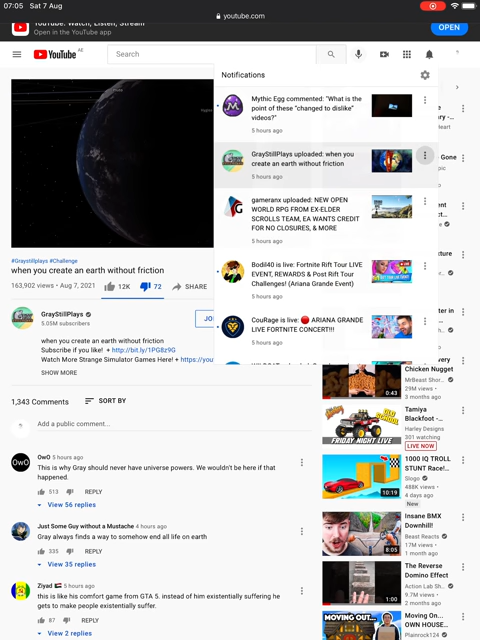 07:05 Sat 7 Aug
youtube.com
YouTube: Watch, Listen, Stream
Open in the YouTube app
OPEN
YouTube AE
Search
Notifications
Mythic Egg commented: "What is the
point of these "changed to dislike"
videos?"
5 hours ago
GrayStillPlays uploaded: when you
create an earth without friction
5 hours ago
gameranx uploaded: NEW OPEN
WORLD RPG FROM EX-ELDER
SCROLLS TEAM, EA WANTS CREDIT
FOR NO CLOSURES, & MORE
5 hours ago
Bodil40 is live: Fortnite Rift Tour LIVE
EVENT, REWARDS & Post Rift Tour
Challenges! (Ariana Grande Event)
5 hours ago
CouRage is live: 🔴 ARIANA GRANDE
LIVE FORTNITE CONCERT!!!
5 hours ago
#Graystillplays #Challenge
when you create an earth without friction
163,902 views • Aug 7, 2021
12K
72
SHARE
GrayStillPlays
5.05M subscribers
JO
when you create an earth without friction
Subscribe if you like! + http://bit.ly/1PG8z9G
Watch More Strange Simulator Games Here! + https://you
SHOW MORE
1,343 Comments
SORT BY
Add a public comment...
OwO 5 hours ago
This is why Gray should never have universe powers. We wouldn't be here if that
happened.
513
REPLY
View 56 replies
Just Some Guy without a Mustache 4 hours ago
Gray always finds a way to somehow end all life on earth
335
REPLY
View 35 replies
Ziyad 5 hours ago
this is like his comfort game from GTA 5. instead of him existentially suffering he
gets to make people existentially suffer.
87
REPLY
View 2 replies
Gone
Chicken Nugget
MrBeast Shor...
29M views •
3 months ago
0:43
Tamiya
Blackfoot -...
Harley Designs
301 watching
LIVE NOW
OLD SCHOOL
FRIDAY NIGHT LIVE
1000 IQ TROLL
STUNT Race!...
Slogo
488K views •
4 days ago
New
10:19
Insane BMX
Downhill!
Beast Reacts
17M views •
1 month ago
8:05
The Reverse
Domino Effect
Action Lab Sh...
9.7M views •
2 months ago
1:00
Moving On...
OWN HOUSE...
Plainrock124
MOVING OUT...